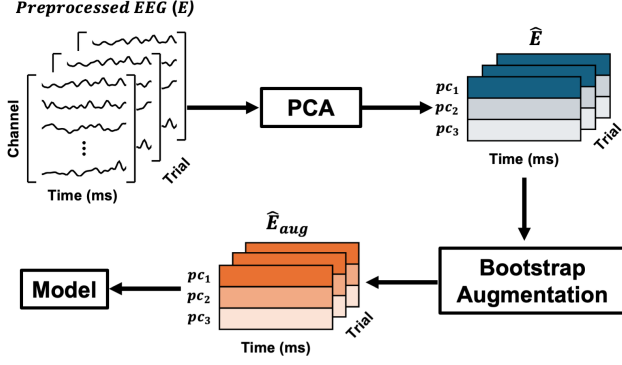 Preprocessed EEG (E)
Channel
Time (ms)
Trial
PCA
Ê
pc₁
pc₂
pc₃
Time (ms)
Trial
Bootstrap
Augmentation
Ê_aug
pc₁
pc₂
pc₃
Time (ms)
Trial
Model